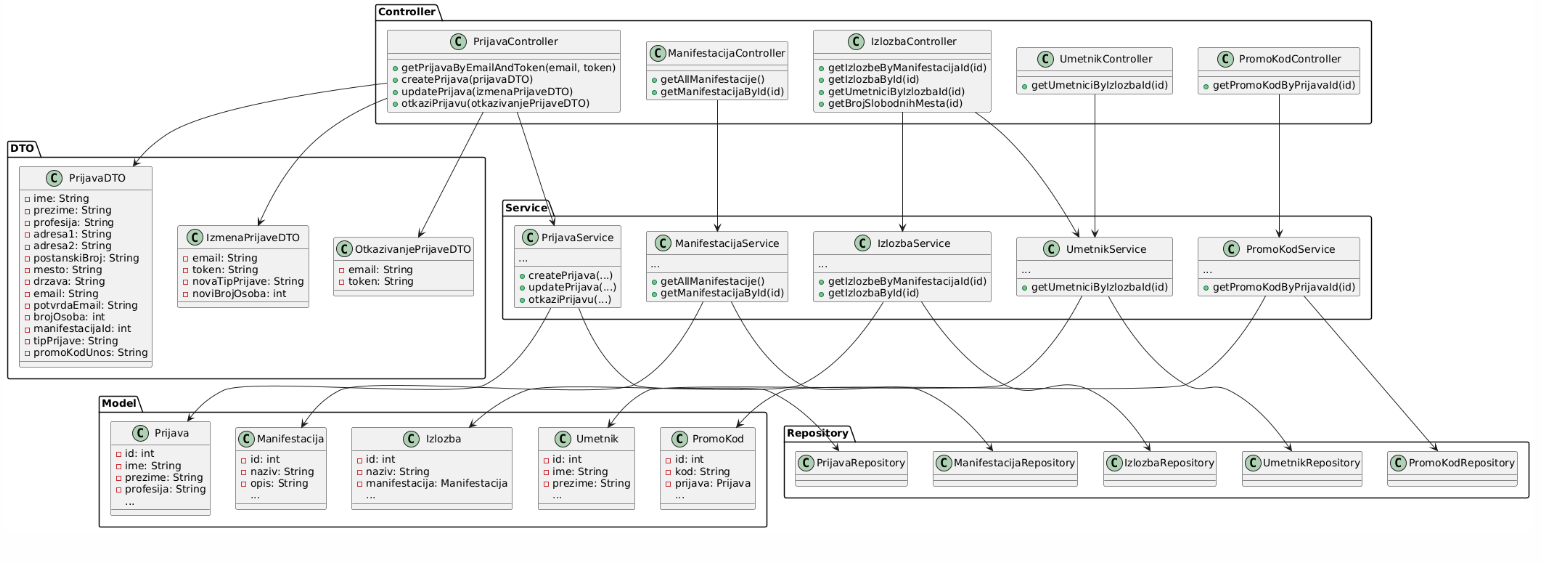 Controller
C PrijavaController
getPrijavaByEmailAndToken(email, token)
createPrijava(prijavaDTO)
updatePrijava(izmenaPrijaveDTO)
otkaziPrijavu(otkazivanjePrijaveDTO)
C ManifestacijaController
getAllManifestacije()
getManifestacijaById(id)
C IzlozbaController
getIzlozbeByManifestacijaId(id)
getIzlozbaById(id)
getUmetniciByIzlozbaId(id)
getBrojSlobodnihMesta(id)
C UmetnikController
getUmetniciByIzlozbaId(id)
C PromoKodController
getPromoKodByPrijavaId(id)
DTO
C PrijavaDTO
ime: String
prezime: String
profesija: String
adresa1: String
adresa2: String
postanskiBroj: String
mesto: String
drzava: String
email: String
potvrdaEmail: String
brojOsoba: int
manifestacijaId: int
tipPrijave: String
promoKodUnos: String
C IzmenaPrijaveDTO
email: String
token: String
novaTipPrijave: String
noviBrojOsoba: int
C OtkazivanjePrijaveDTO
email: String
token: String
Service
C PrijavaService
...
createPrijava(...)
updatePrijava(...)
otkaziPrijavu(...)
C ManifestacijaService
...
getAllManifestacije()
getManifestacijaById(id)
C IzlozbaService
...
getIzlozbeByManifestacijaId(id)
getIzlozbaById(id)
C UmetnikService
...
getUmetniciByIzlozbaId(id)
C PromoKodService
...
getPromoKodByPrijavaId(id)
Model
C Prijava
id: int
ime: String
prezime: String
profesija: String
...
C Manifestacija
id: int
naziv: String
opis: String
...
C Izlozba
id: int
naziv: String
manifestacija: Manifestacija
...
C Umetnik
id: int
ime: String
prezime: String
...
C PromoKod
id: int
kod: String
prijava: Prijava
...
Repository
C PrijavaRepository
C ManifestacijaRepository
C IzlozbaRepository
C UmetnikRepository
C PromoKodRepository